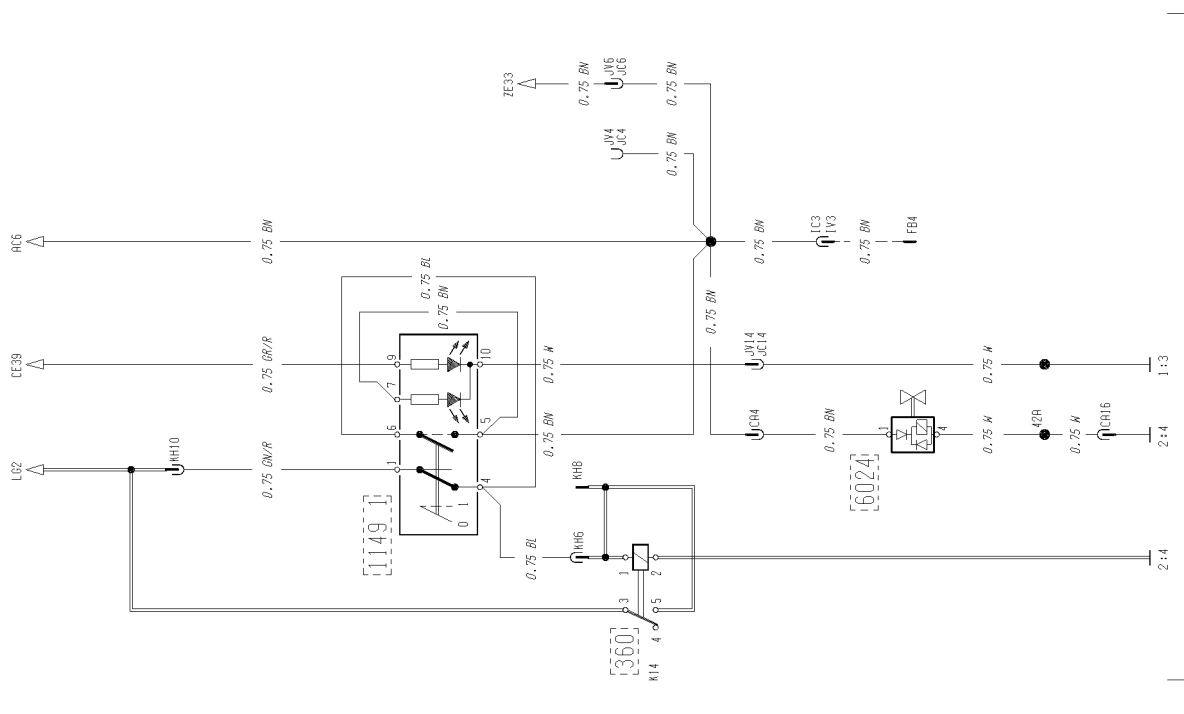 ZE33
0.75 BN
JV6
JC6
0.75 BN
JV4
JC4
0.75 BN
AC6
0.75 BN
0.75 BN
IC3
IV3
0.75 BN
FB4
0.75 BL
0.75 BN
0.75 BN
CE39
0.75 GR/R
9
10
0.75 W
JV14
JC14
0.75 W
1:3
7
6
5
0.75 BN
CA4
0.75 BN
1
4
0.75 W
42A
0.75 W
CA16
2:4
6024
LG2
KH10
0.75 GN/R
1
4
0 1
1149 1
KH8
0.75 BL
KH6
1
2
2:4
3
5
4
360
K14